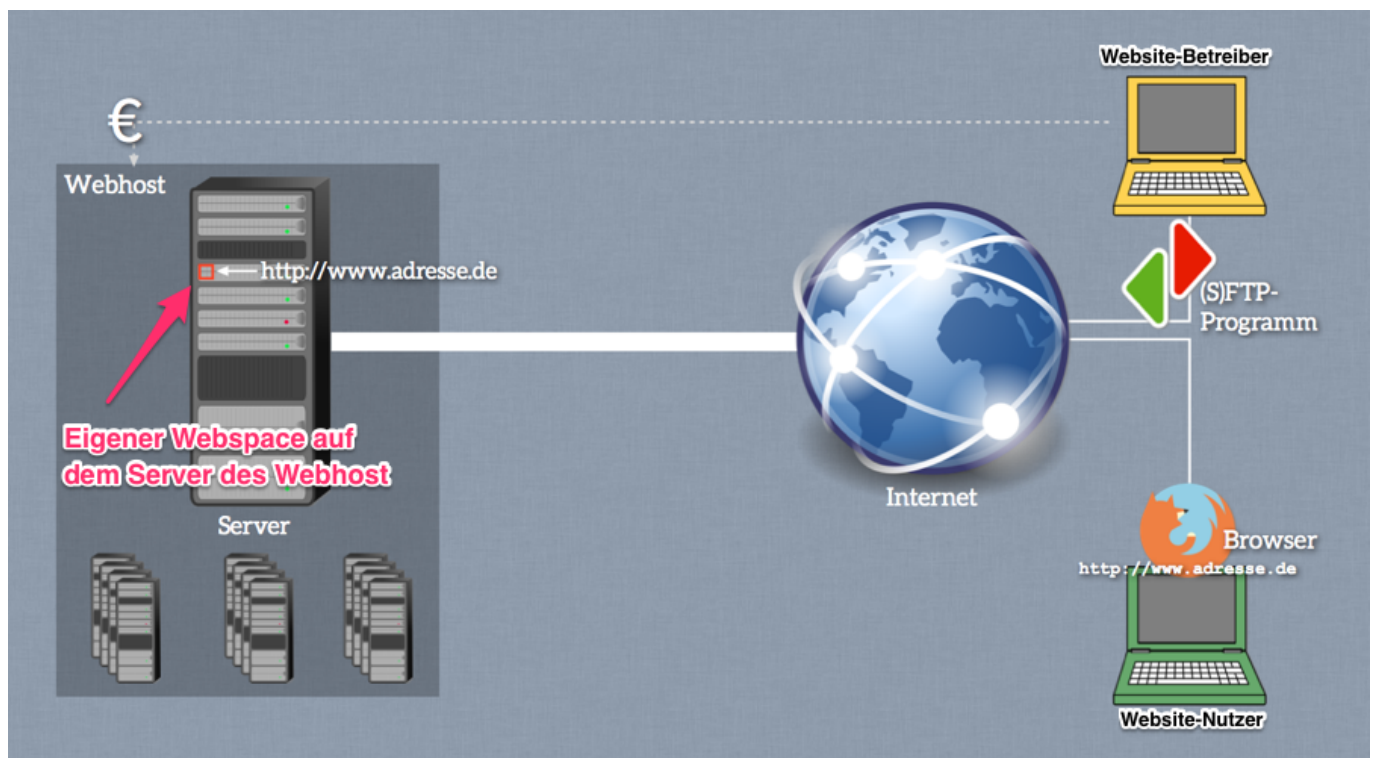 Website-Betreiber
€
Webhost
http://www.adresse.de
(S)FTP-
Programm
Eigener Webspace auf
dem Server des Webhost
Internet
Server
Browser
http://www.adresse.de
Website-Nutzer